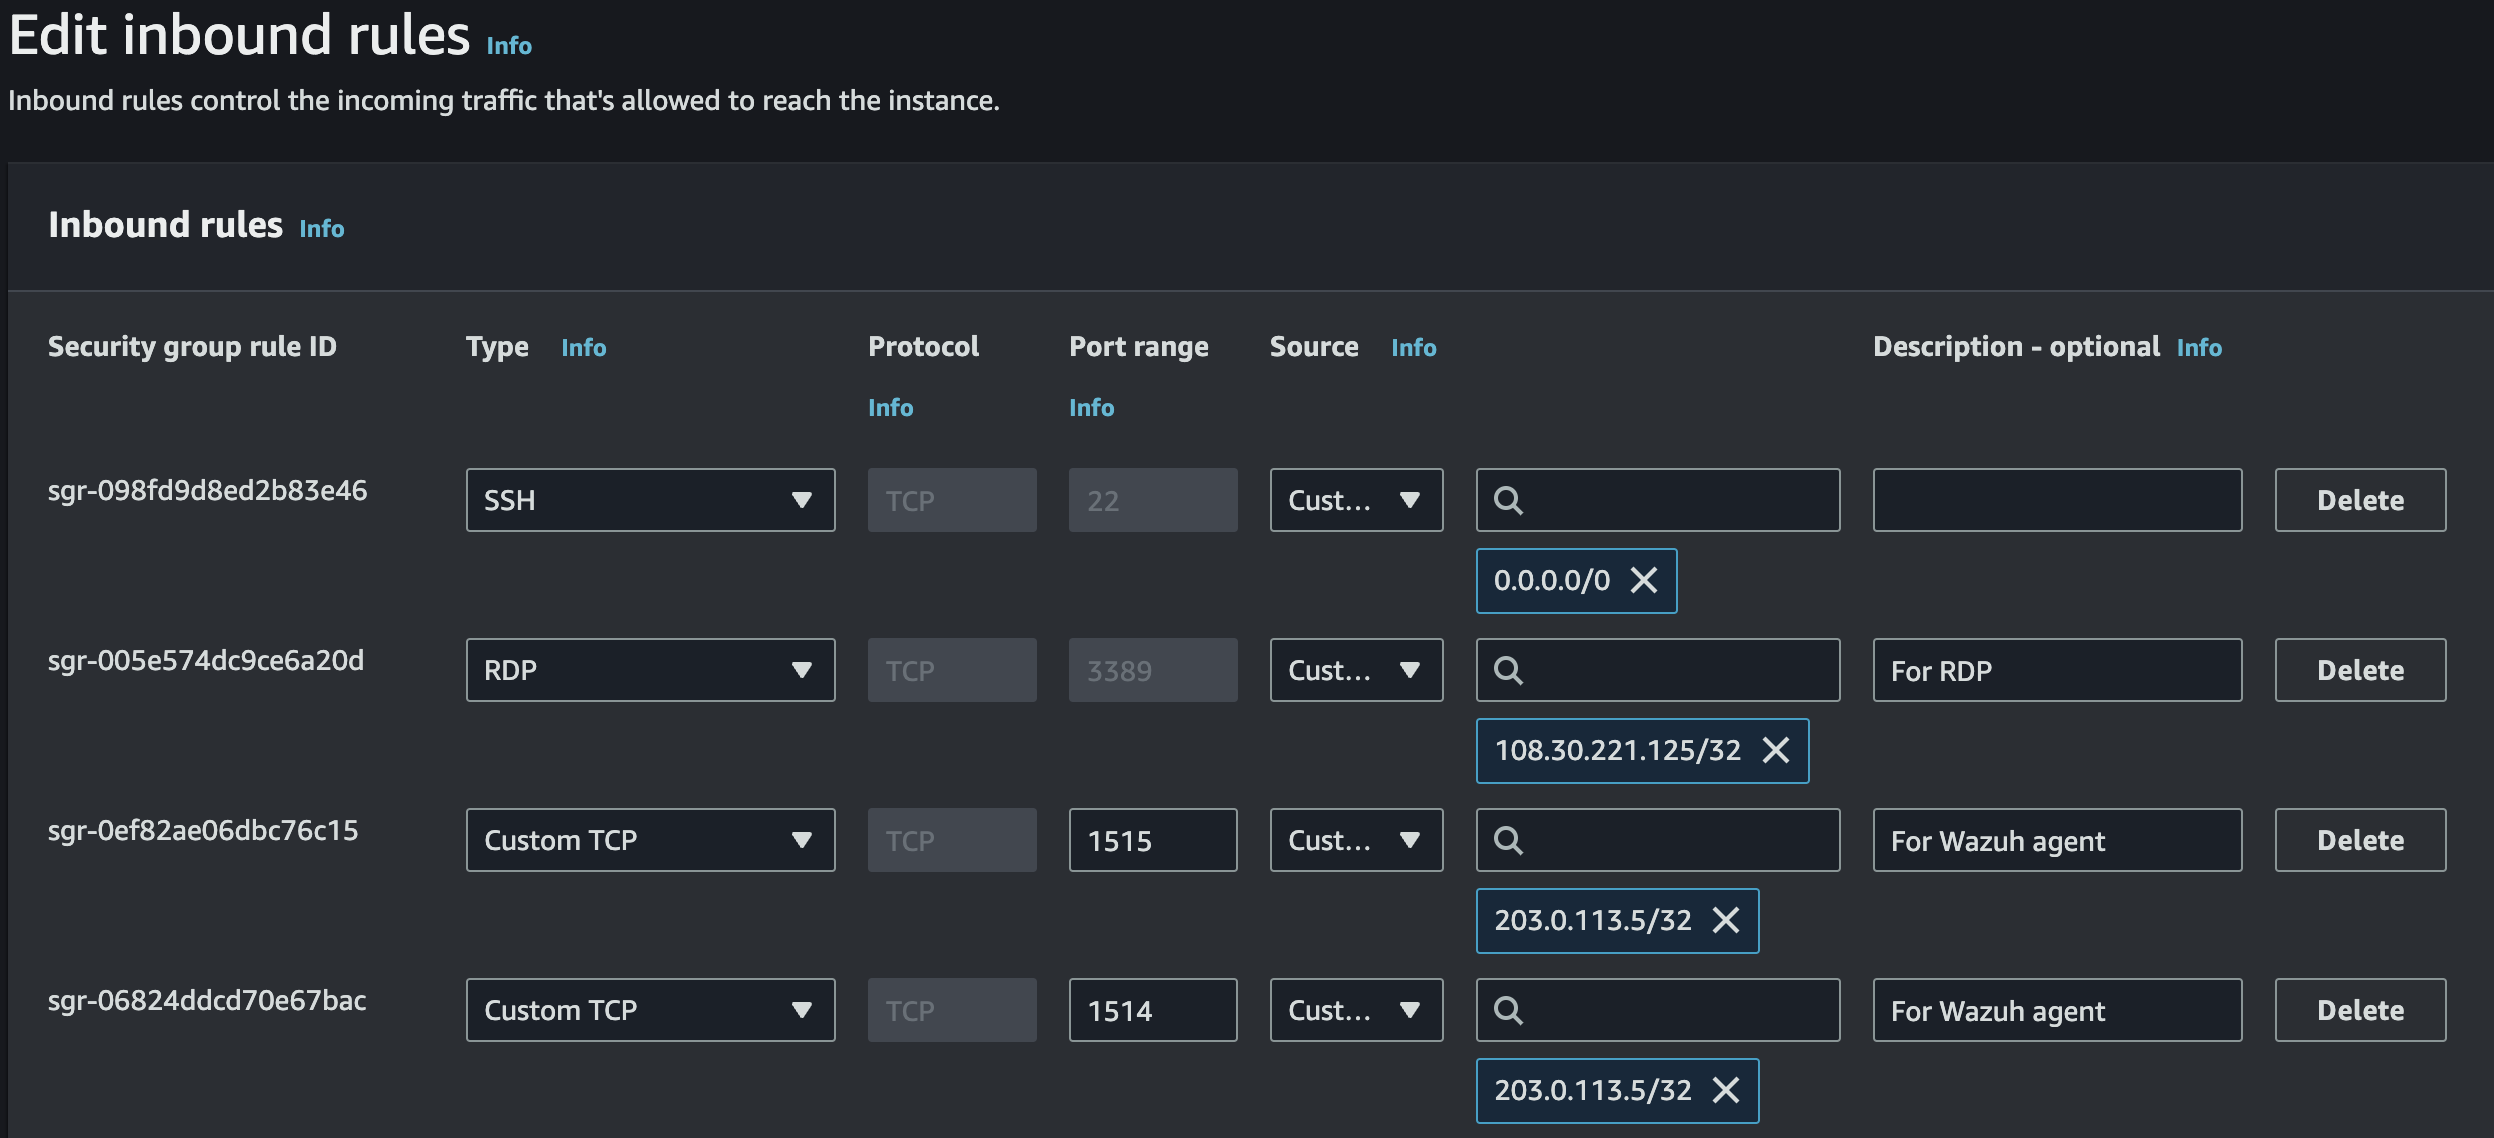 Edit inbound rules Info
Inbound rules control the incoming traffic that's allowed to reach the instance.
Inbound rules Info
Security group rule ID Type Info Protocol Info Port range Info Source Info Description - optional Info
sgr-098fd9d8ed2b83e46 SSH TCP 22 Cust... Delete
0.0.0.0/0
sgr-005e574dc9ce6a20d RDP TCP 3389 Cust... For RDP Delete
108.30.221.125/32
sgr-0ef82ae06dbc76c15 Custom TCP TCP 1515 Cust... For Wazuh agent Delete
203.0.113.5/32
sgr-06824ddcd70e67bac Custom TCP TCP 1514 Cust... For Wazuh agent Delete
203.0.113.5/32